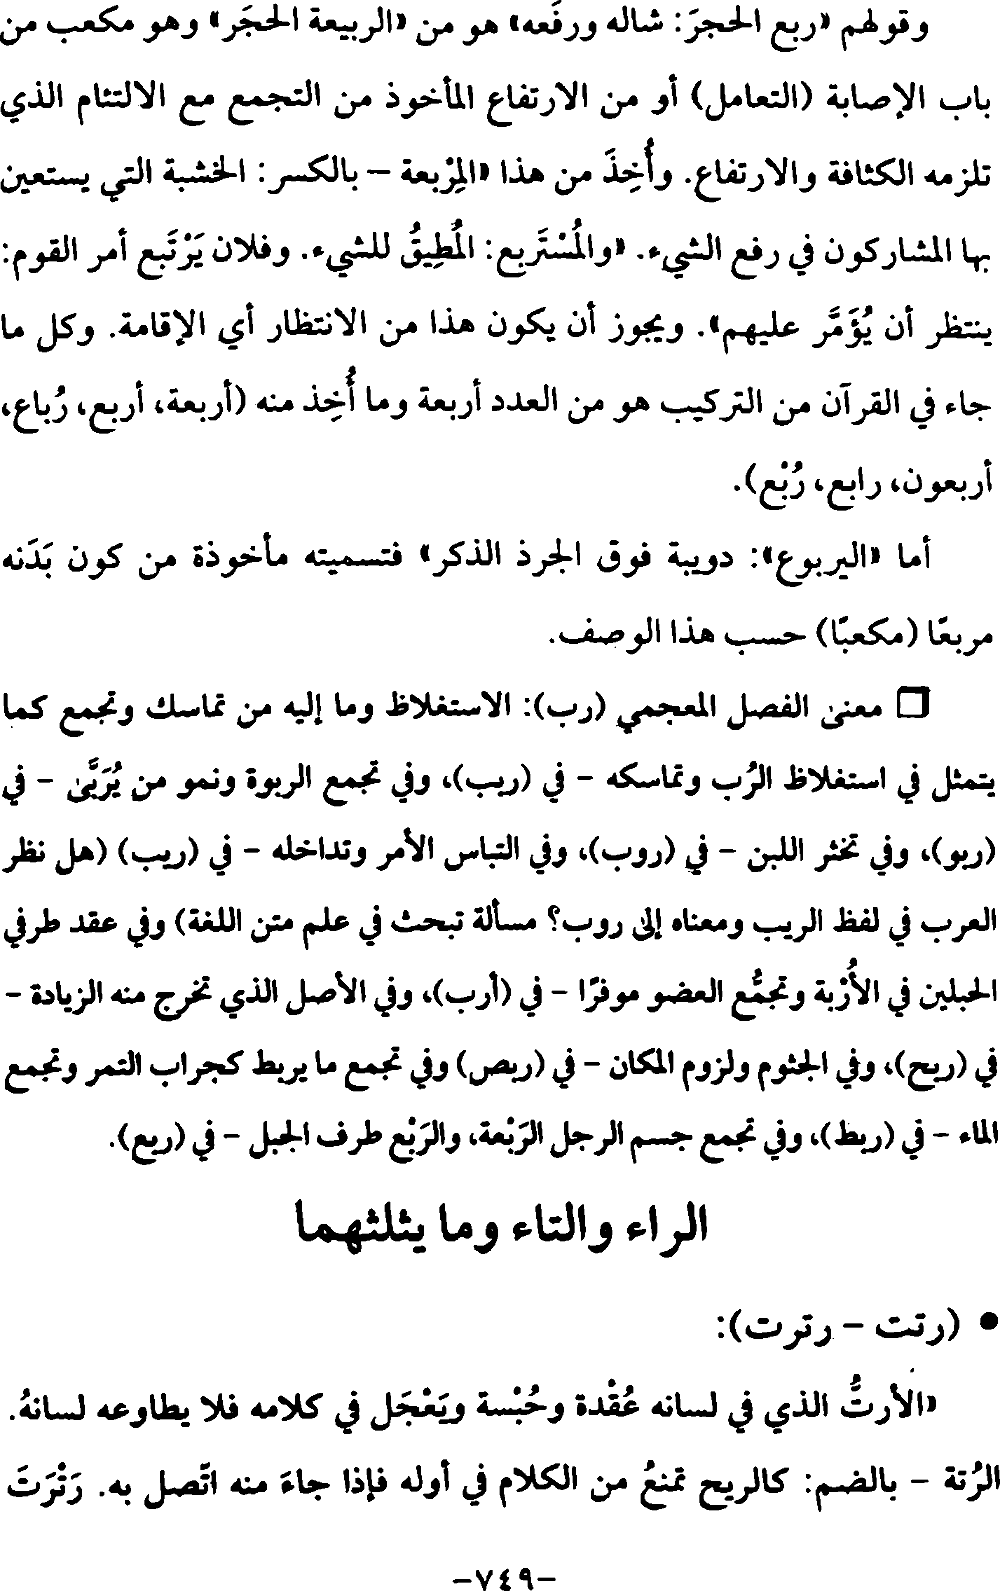 وقولهم «ربع الحجرَ: شاله ورفَعه» هو من «الربيعة الحجَر» وهو مكعب من
باب الإصابة (التعامل) أو من الارتفاع المأخوذ من التجمع مع الالتئام الذي
تلزمه الكثافة والارتفاع. وأُخِذَ من هذا «المِرْبعة – بالكسر: الخشبة التي يستعين
بها المشاركون في رفع الشيء. «والمُسْتَربع: المُطِيقُ للشيء. وفلان يَرْتَبع أمر القوم:
ينتظر أن يُؤَمَّر عليهم». ويجوز أن يكون هذا من الانتظار أي الإقامة. وكل ما
جاء في القرآن من التركيب هو من العدد أربعة وما أُخِذ منه (أربعة، أربع، رُباع،
أربعون، رابع، رُبْع).
أما «اليربوع»: دويبة فوق الجرذ الذكر» فتسميته مأخوذة من كون بَدَنه
مربعًا (مكعبًا) حسب هذا الوصف.
❒ معنى الفصل المعجمي (رب): الاستغلاظ وما إليه من تماسك وتجمع كما
يتمثل في استغلاظ الرُب وتماسكه – في (ربب)، وفي تجمع الربوة ونمو من يُرَبَّى – في
(ربو)، وفي تخثر اللبن – في (روب)، وفي التباس الأمر وتداخله – في (ريب) (هل نظر
العرب في لفظ الريب ومعناه إلى روب؟ مسألة تبحث في علم متن اللغة) وفي عقد طرفي
الحبلين في الأُرْبة وتجمُّع العضو موفرًا – في (أرب)، وفي الأصل الذي تخرج منه الزيادة –
في (ربح)، وفي الجثوم ولزوم المكان – في (ربص) وفي تجمع ما يربط كجراب التمر وتجمع
الماء – في (ربط)، وفي تجمع جسم الرجل الرَبْعة، والرَبْع طرف الجبل – في (ربع).
الراء والتاء وما يثلثهما
• (رتت – رترت):
«الأرتُّ الذي في لسانه عُقْدة وحُبْسة ويَعْجَل في كلامه فلا يطاوعه لسانهُ.
الرُتة – بالضم: كالريح تمنعُ من الكلام في أوله فإذا جاءَ منه اتّصل به. رَتْرَتَ
-٧٤٩-